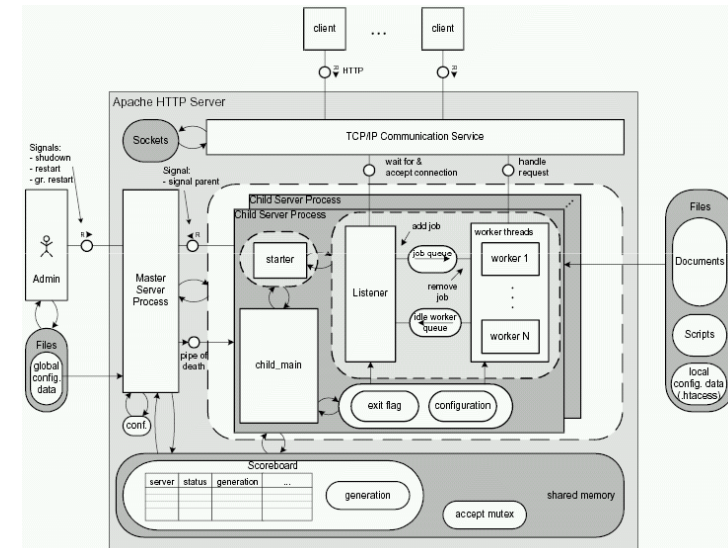 client
...
client
HTTP
Apache HTTP Server
Sockets
TCP/IP Communication Service
Signals:
- shudown
- restart
- gr. restart
Signal:
- signal parent
wait for &
accept connection
handle
request
Child Server Process
Child Server Process
Files
Documents
Scripts
local
config. data
(.htacess)
R
R
Admin
Master
Server
Process
starter
Listener
add job
job queue
remove
job
idle worker
queue
worker threads
worker 1
worker N
Files
global
config.
data
pipe of
death
child_main
exit flag
configuration
conf.
Scoreboard
server
status
generation
...
generation
accept mutex
shared memory